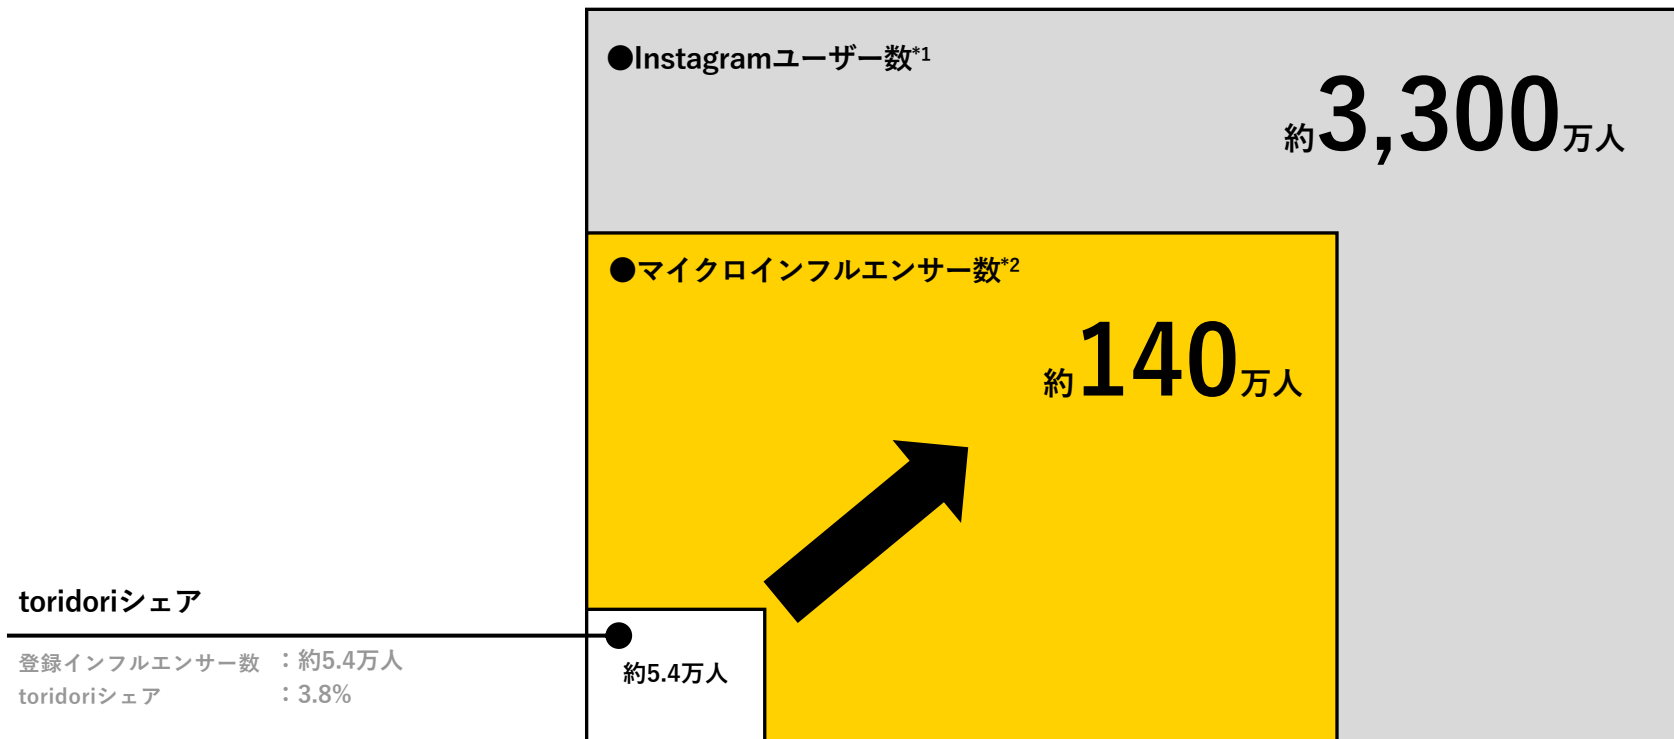 ●Instagramユーザー数*1
約3,300万人
●マイクロインフルエンサー数*2
約140万人
toridoriシェア
登録インフルエンサー数 ：約5.4万人
toridoriシェア ：3.8%
約5.4万人